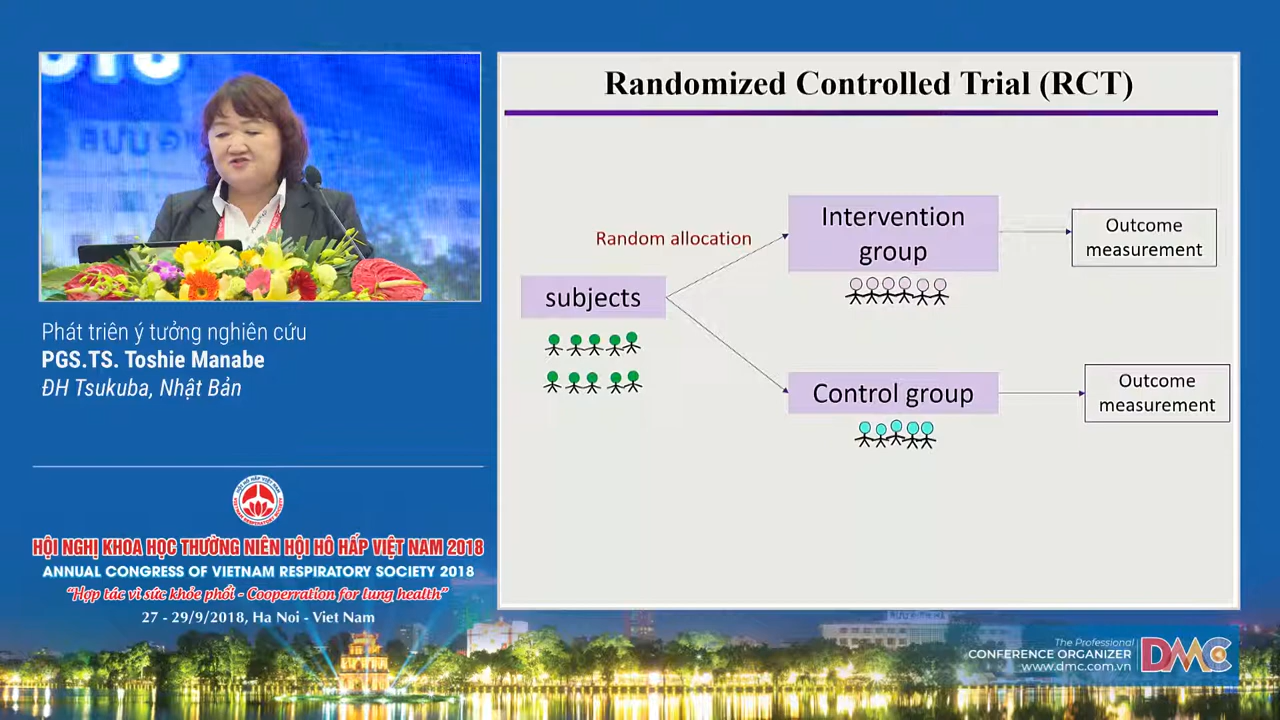 Phát triển ý tưởng nghiên cứu
PGS.TS. Toshie Manabe
ĐH Tsukuba, Nhật Bản
HỘI NGHỊ KHOA HỌC THƯỜNG NIÊN HỘI HÔ HẤP VIỆT NAM 2018
ANNUAL CONGRESS OF VIETNAM RESPIRATORY SOCIETY 2018
“Hợp tác vì sức khỏe phổi - Cooperration for lung health”
27 - 29/9/2018, Ha Noi - Viet Nam
Randomized Controlled Trial (RCT)
Random allocation
subjects
Intervention
group
Outcome
measurement
Control group
Outcome
measurement
The Professional
CONFERENCE ORGANIZER
www.dmc.com.vn
DMC